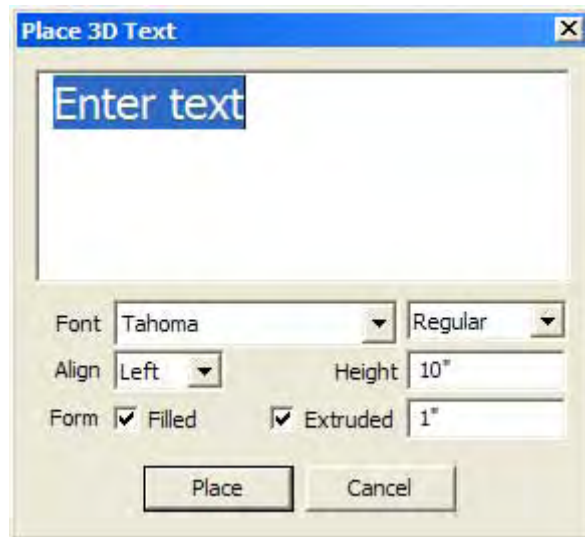 Place 3D Text
Enter text
Font Tahoma Regular
Align Left Height 10"
Form Filled Extruded 1"
Place Cancel